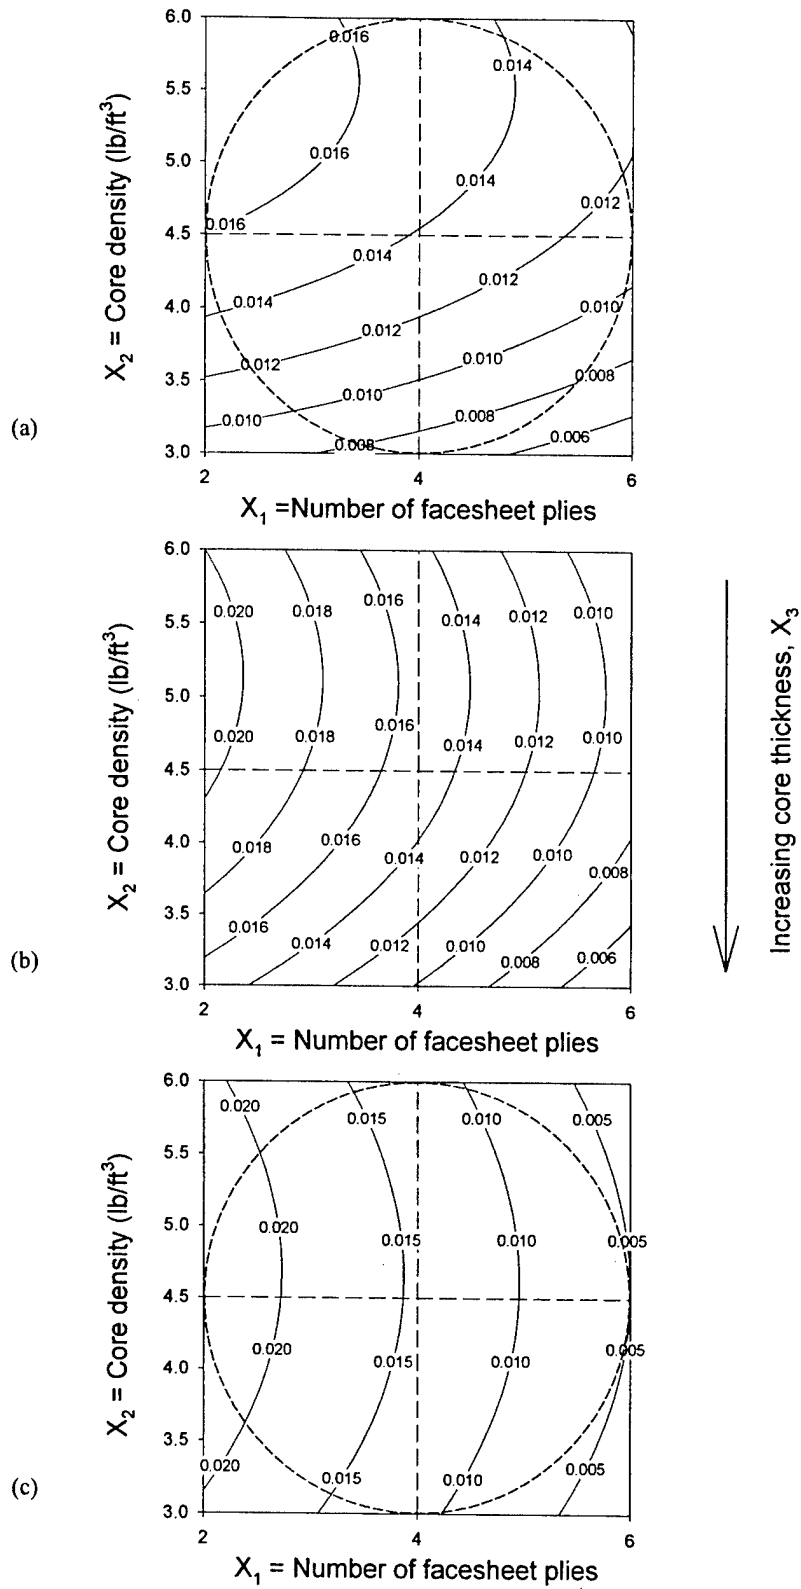 6.0
0.016
0.014
5.5
5.0
0.016
0.014
0.012
0.016
4.5
0.014
0.012
4.0
0.014
0.010
0.012
0.012
0.010
3.5
0.010
0.008
0.010
0.008
0.006
3.0
0.008
2 4 6
X2 = Core density (lb/ft3)
X1 =Number of facesheet plies
(a)
6.0
0.020 0.018 0.016 0.014 0.012 0.010
5.5
5.0
0.020 0.018 0.016 0.014 0.012 0.010
4.5
4.0
0.018 0.016 0.014 0.012 0.010 0.008
3.5
0.016 0.014 0.012 0.010 0.008 0.006
3.0
2 4 6
X2 = Core density (lb/ft3)
X1 = Number of facesheet plies
(b)
Increasing core thickness, X3
6.0
0.020 0.015 0.010 0.005
5.5
5.0
0.020 0.015 0.010 0.005
4.5
0.020 0.015 0.010 0.005
4.0
3.5
0.020 0.015 0.010 0.005
3.0
2 4 6
X2 = Core density (lb/ft3)
X1 = Number of facesheet plies
(c)